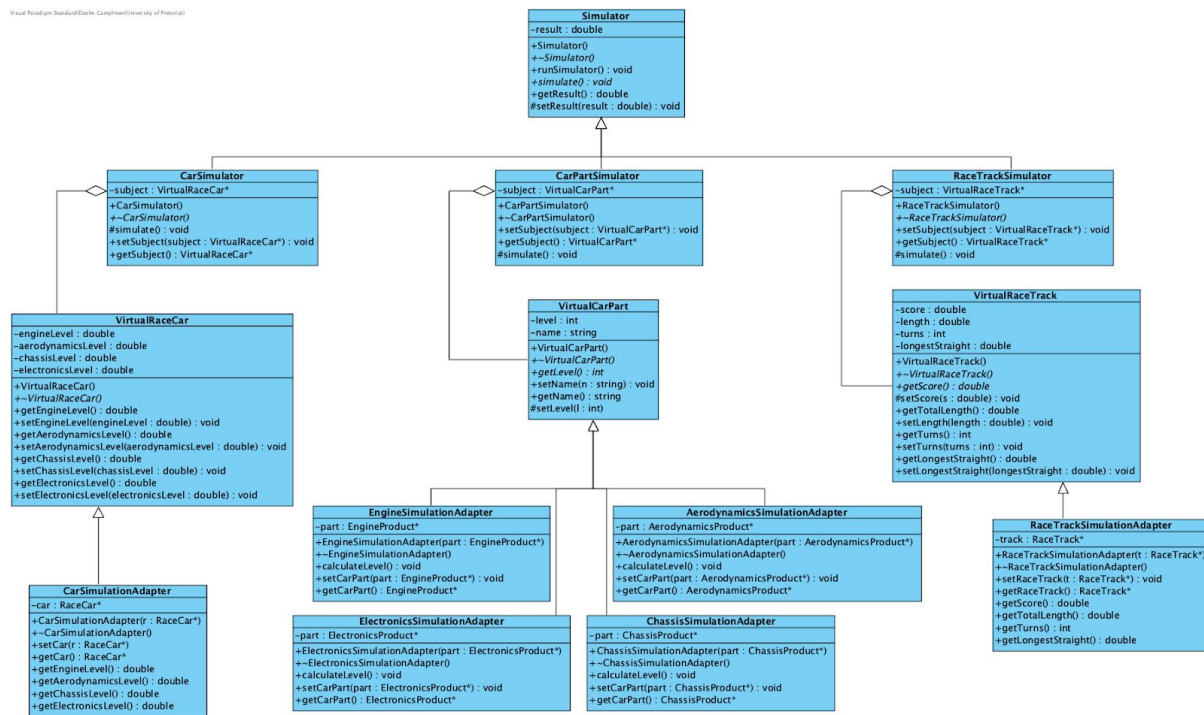 Visual Paradigm Standard(Daelin Campleman(University of Pretoria))
Simulator
-result : double
+Simulator()
+~Simulator()
+runSimulator() : void
+simulate() : void
+getResult() : double
#setResult(result : double) : void
CarSimulator
-subject : VirtualRaceCar*
+CarSimulator()
+~CarSimulator()
#simulate() : void
+setSubject(subject : VirtualRaceCar*) : void
+getSubject() : VirtualRaceCar*
CarPartSimulator
-subject : VirtualCarPart*
+CarPartSimulator()
+~CarPartSimulator()
+setSubject(subject : VirtualCarPart*) : void
+getSubject() : VirtualCarPart*
#simulate() : void
RaceTrackSimulator
-subject : VirtualRaceTrack*
+RaceTrackSimulator()
+~RaceTrackSimulator()
+setSubject(subject : VirtualRaceTrack*) : void
+getSubject() : VirtualRaceTrack*
#simulate() : void
VirtualRaceCar
-engineLevel : double
-aerodynamicsLevel : double
-chassisLevel : double
-electronicsLevel : double
+VirtualRaceCar()
+~VirtualRaceCar()
+getEngineLevel() : double
+setEngineLevel(engineLevel : double) : void
+getAerodynamicsLevel() : double
+setAerodynamicsLevel(aerodynamicsLevel : double) : void
+getChassisLevel() : double
+setChassisLevel(chassisLevel : double) : void
+getElectronicsLevel() : double
+setElectronicsLevel(electronicsLevel : double) : void
VirtualCarPart
-level : int
-name : string
+VirtualCarPart()
+~VirtualCarPart()
+getLevel() : int
+setName(n : string) : void
+getName() : string
#setLevel(l : int)
VirtualRaceTrack
-score : double
-length : double
-turns : int
-longestStraight : double
+VirtualRaceTrack()
+~VirtualRaceTrack()
+getScore() : double
#setScore(s : double) : void
+getTotalLength() : double
+setLength(length : double) : void
+getTurns() : int
+setTurns(turns : int) : void
+getLongestStraight() : double
+setLongestStraight(longestStraight : double) : void
EngineSimulationAdapter
-part : EngineProduct*
+EngineSimulationAdapter(part : EngineProduct*)
+~EngineSimulationAdapter()
+calculateLevel() : void
+setCarPart(part : EngineProduct*) : void
+getCarPart() : EngineProduct*
AerodynamicsSimulationAdapter
-part : AerodynamicsProduct*
+AerodynamicsSimulationAdapter(part : AerodynamicsProduct*)
+~AerodynamicsSimulationAdapter()
+calculateLevel() : void
+setCarPart(part : AerodynamicsProduct*) : void
+getCarPart() : AerodynamicsProduct*
RaceTrackSimulationAdapter
-track : RaceTrack*
+RaceTrackSimulationAdapter(t : RaceTrack*)
+~RaceTrackSimulationAdapter()
+setRaceTrack(t : RaceTrack*) : void
+getRaceTrack() : RaceTrack*
+getScore() : double
+getTotalLength() : double
+getTurns() : int
+getLongestStraight() : double
CarSimulationAdapter
-car : RaceCar*
+CarSimulationAdapter(r : RaceCar*)
+~CarSimulationAdapter()
+setCar(r : RaceCar*)
+getCar() : RaceCar*
+getEngineLevel() : double
+getAerodynamicsLevel() : double
+getChassisLevel() : double
+getElectronicsLevel() : double
ElectronicsSimulationAdapter
-part : ElectronicsProduct*
+ElectronicsSimulationAdapter(part : ElectronicsProduct*)
+~ElectronicsSimulationAdapter()
+calculateLevel() : void
+setCarPart(part : ElectronicsProduct*) : void
+getCarPart() : ElectronicsProduct*
ChassisSimulationAdapter
-part : ChassisProduct*
+ChassisSimulationAdapter(part : ChassisProduct*)
+~ChassisSimulationAdapter()
+calculateLevel() : void
+setCarPart(part : ChassisProduct*) : void
+getCarPart() : ChassisProduct*